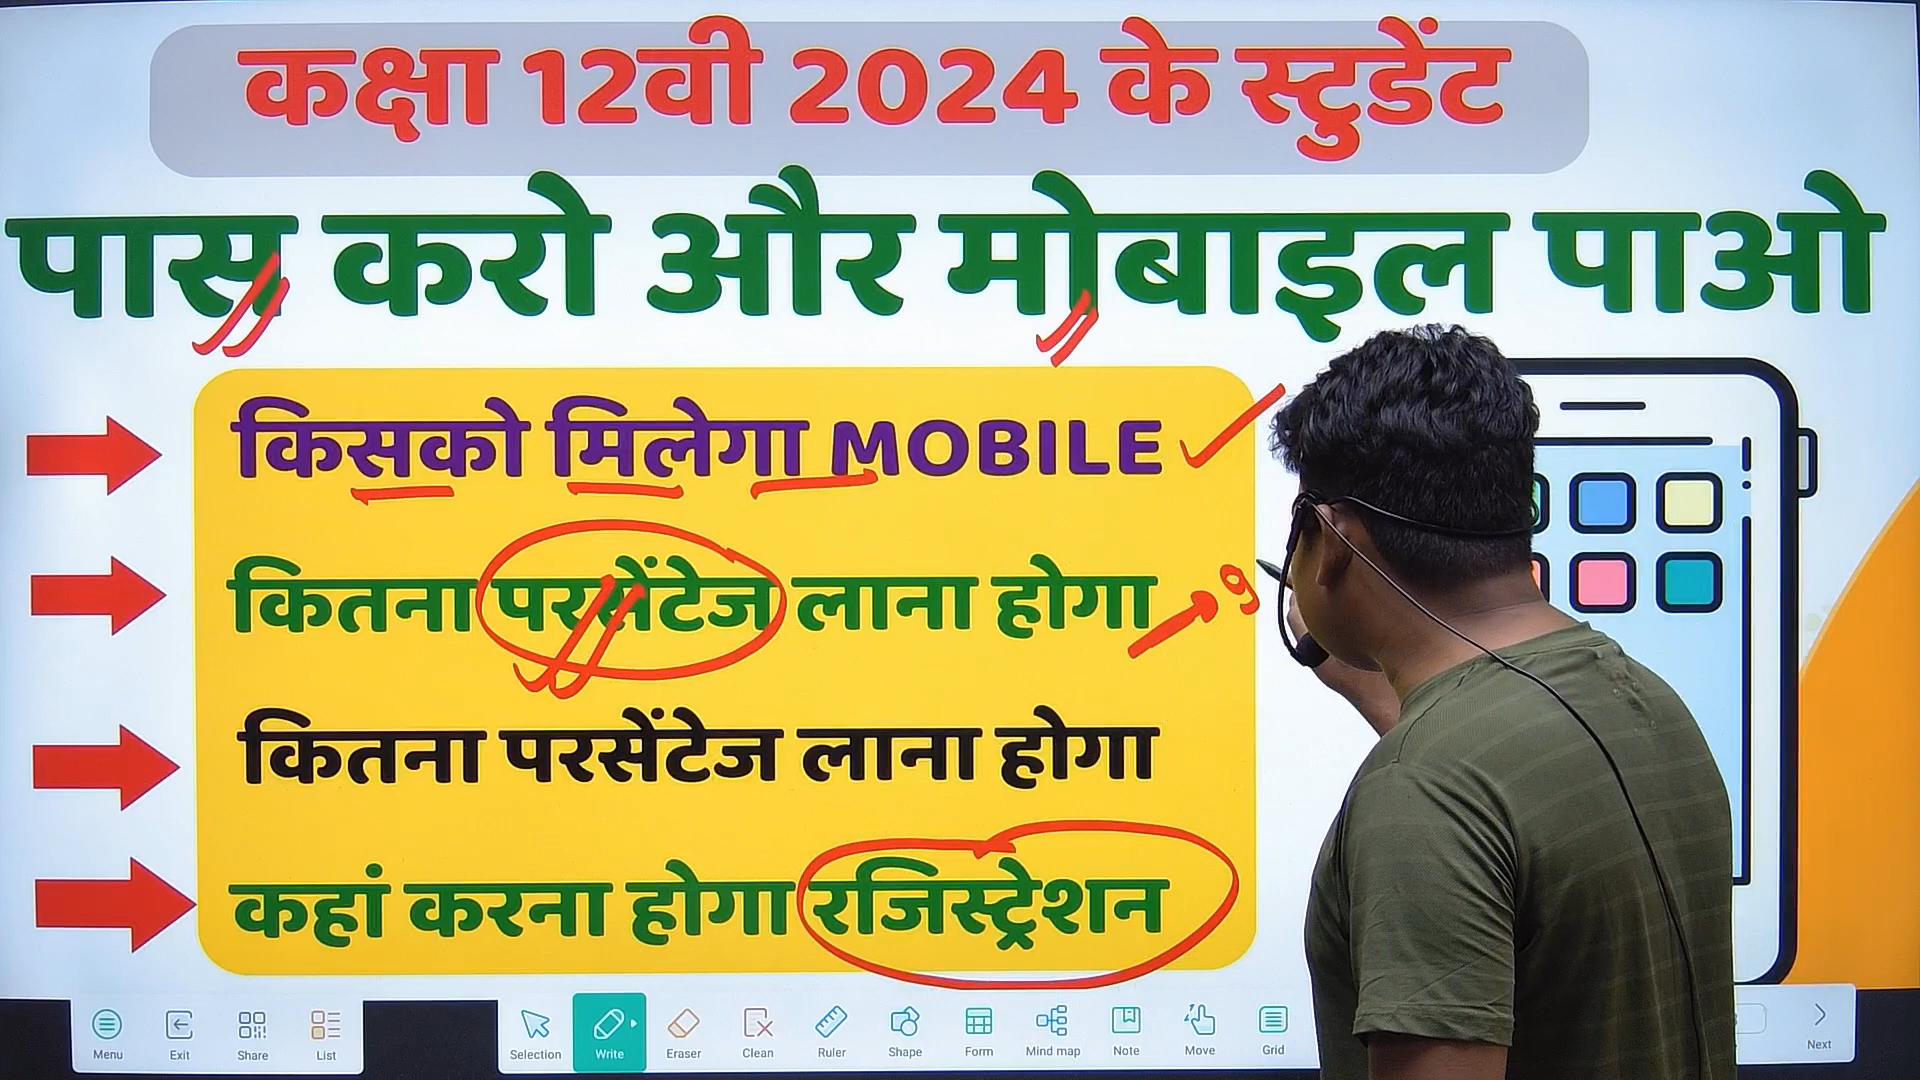 कक्षा 12वी 2024 के स्टुडेंट
पास करो और मोबाइल पाओ
किसको मिलेगा MOBILE
कितना परसेंटेज लाना होगा
9
कितना परसेंटेज लाना होगा
कहां करना होगा रजिस्ट्रेशन
Menu Exit Share List Selection Write Eraser Clean Ruler Shape Form Mind map Note Move Grid Next